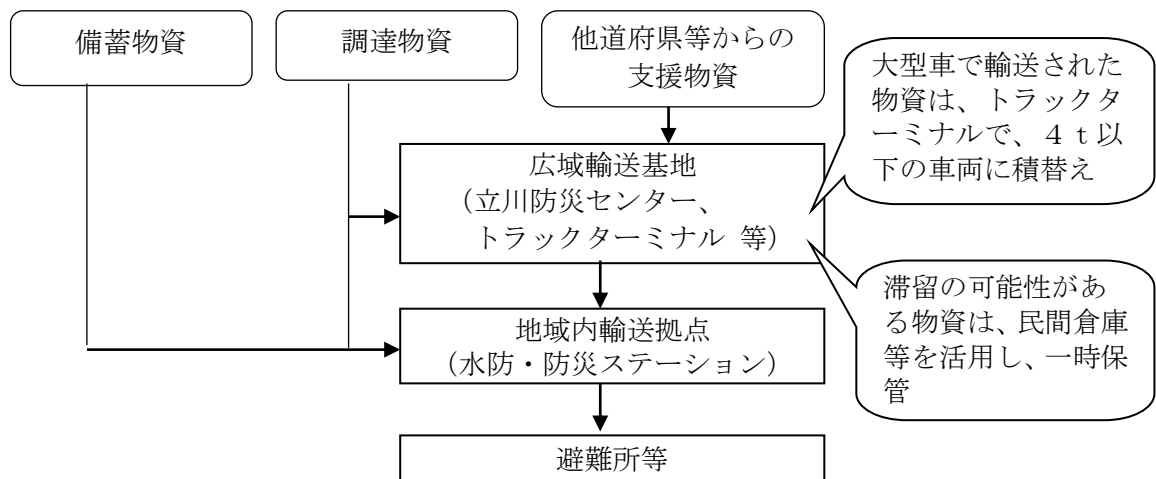 備蓄物資
調達物資
他道府県等からの
支援物資
大型車で輸送された
物資は、トラックタ
ーミナルで、４ｔ以
下の車両に積替え
広域輸送基地
（立川防災センター、
トラックターミナル 等）
滞留の可能性があ
る物資は、民間倉庫
等を活用し、一時保
管
地域内輸送拠点
（水防・防災ステーション）
避難所等